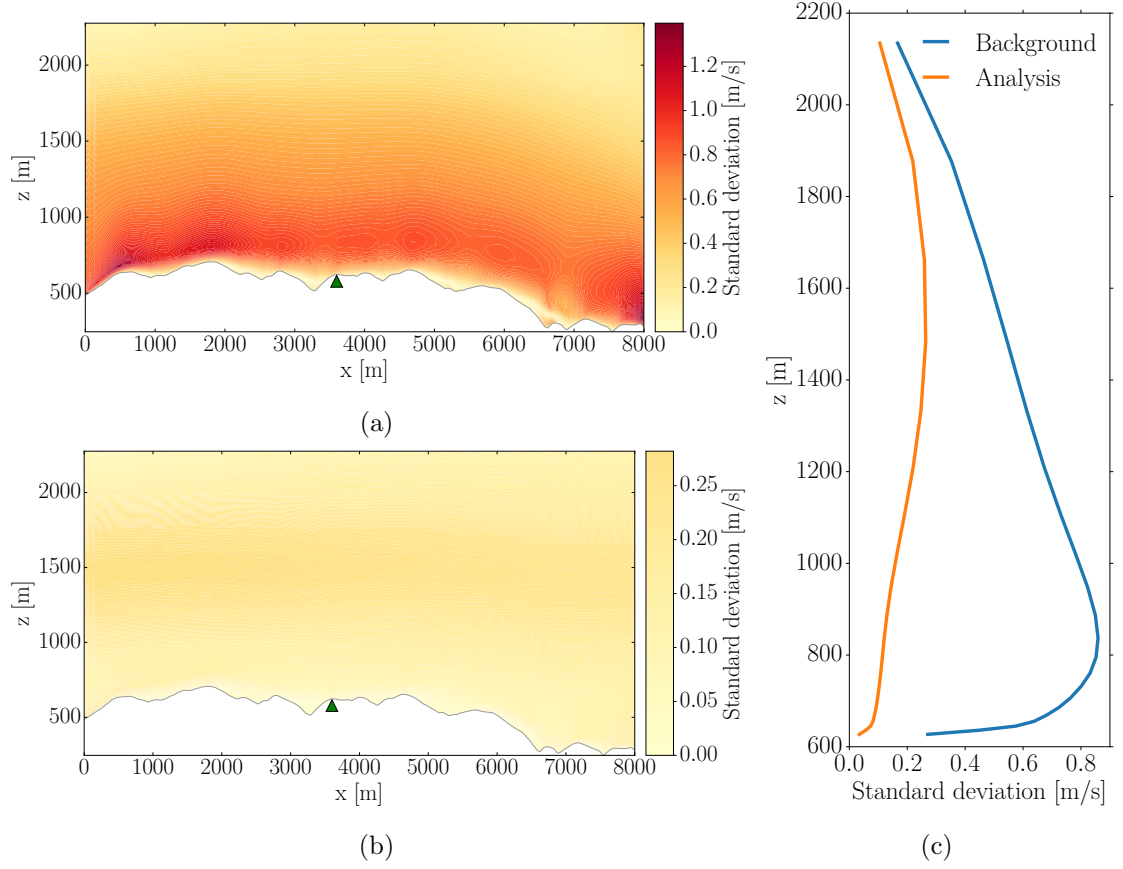 2000
1500
1000
500
z [m]
0 1000 2000 3000 4000 5000 6000 7000 8000
x [m]
1.2
1.0
0.8
0.6
0.4
0.2
0.0
Standard deviation [m/s]
(a)
2000
1500
1000
500
z [m]
0 1000 2000 3000 4000 5000 6000 7000 8000
x [m]
0.25
0.20
0.15
0.10
0.05
0.00
Standard deviation [m/s]
(b)
2200
2000
1800
1600
1400
1200
1000
800
600
z [m]
Background
Analysis
0.0 0.2 0.4 0.6 0.8
Standard deviation [m/s]
(c)